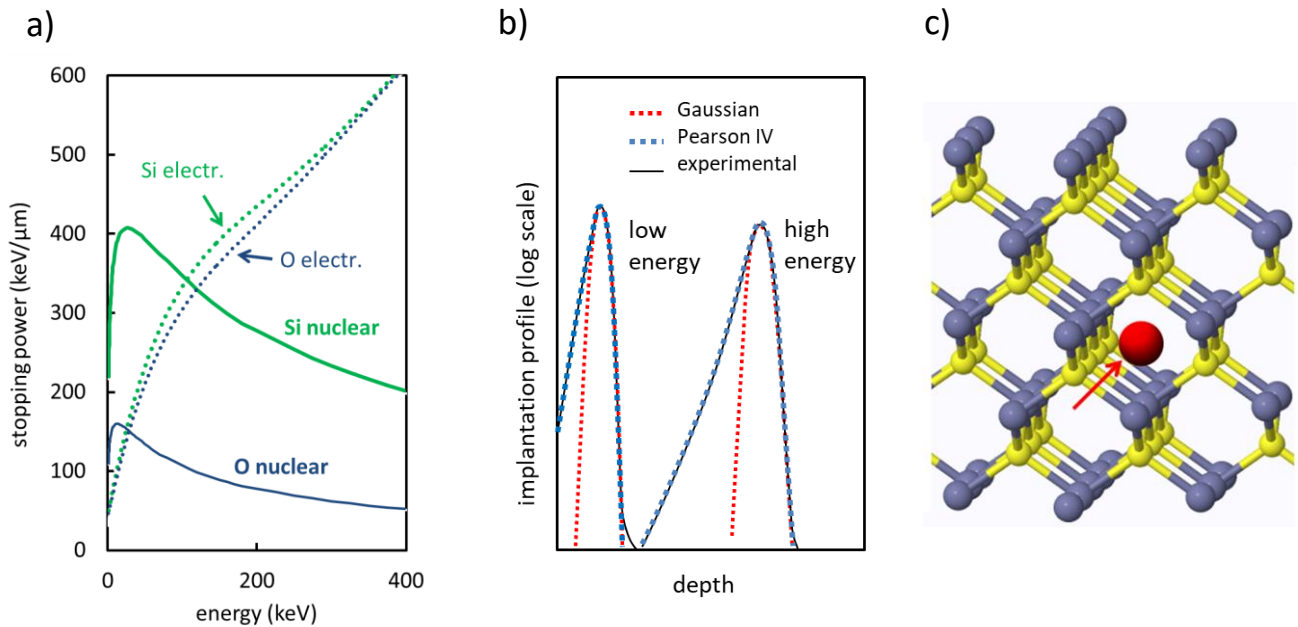 a)
600
500
400
300
200
100
0
stopping power (keV/μm)
Si electr.
O electr.
Si nuclear
O nuclear
0
200
400
energy (keV)
b)
Gaussian
Pearson IV
experimental
low
energy
high
energy
implantation profile (log scale)
depth
c)